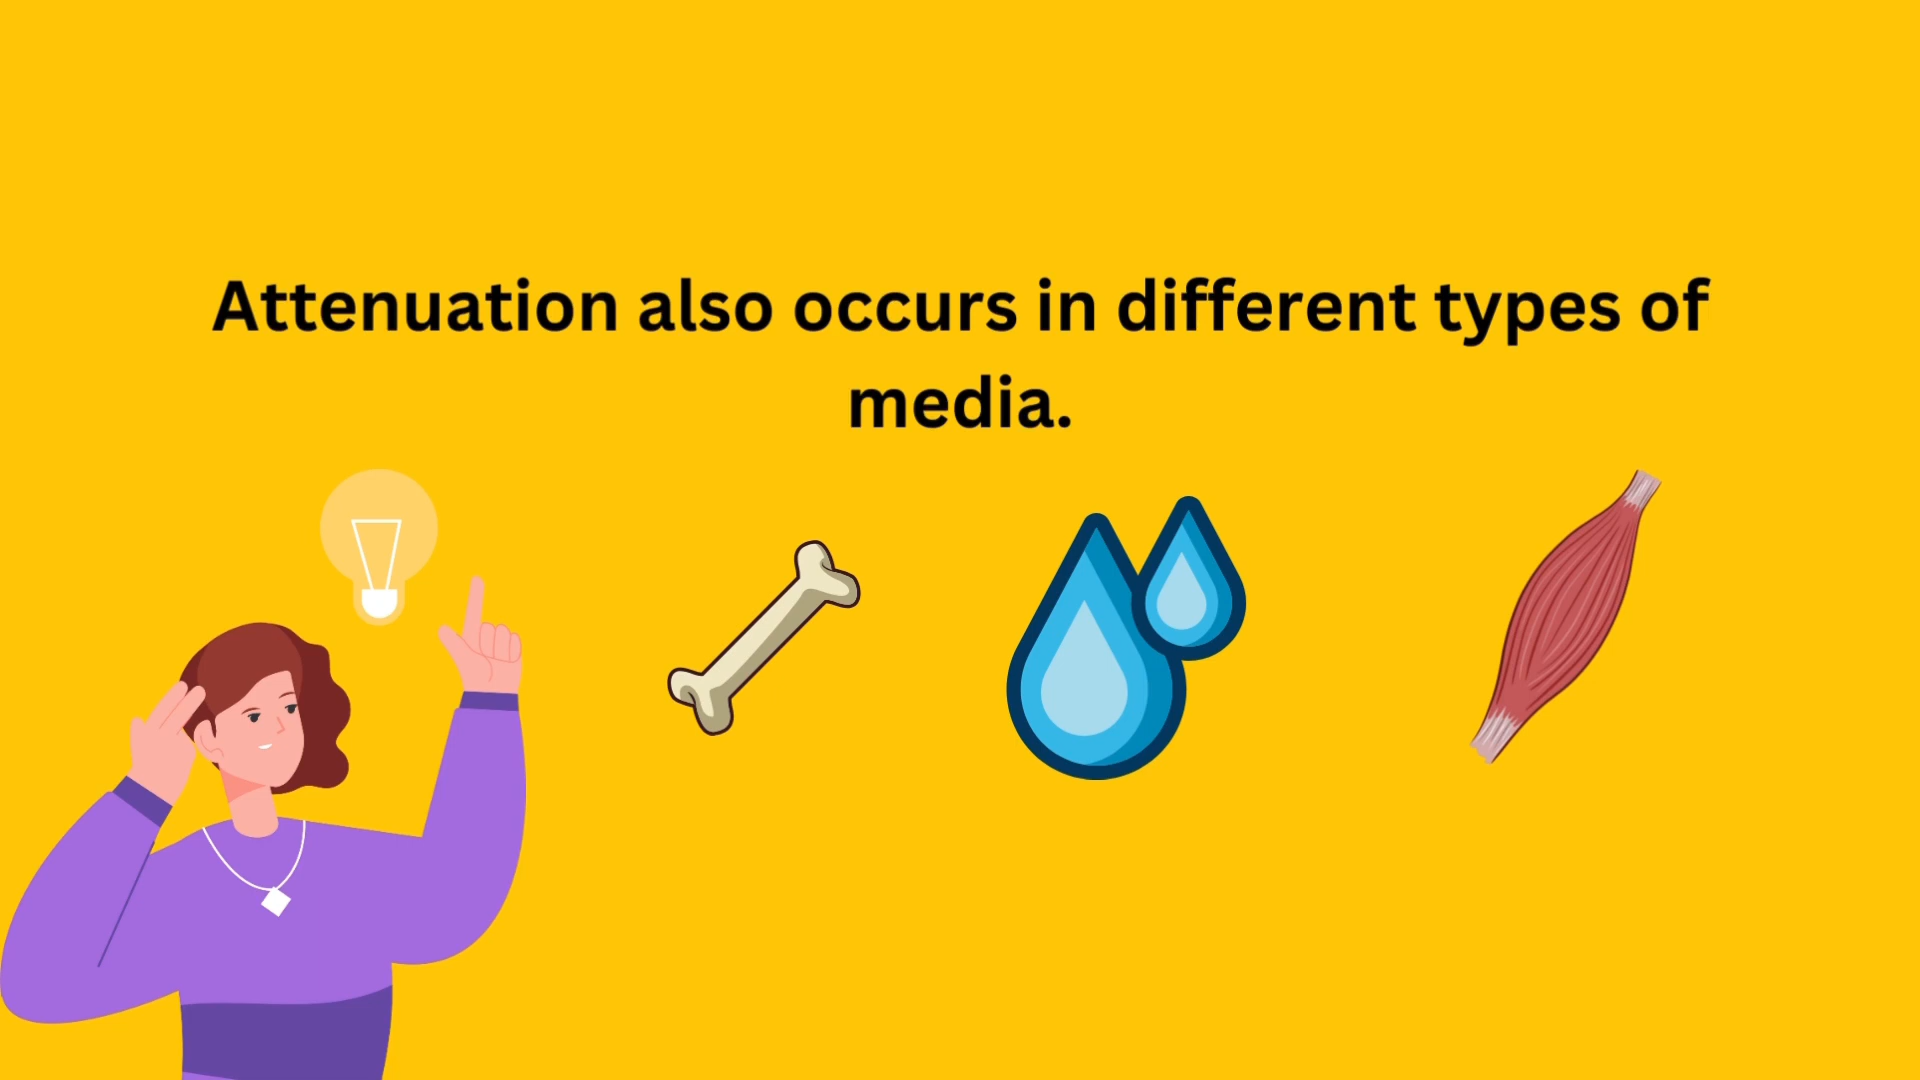 Attenuation also occurs in different types of
media.